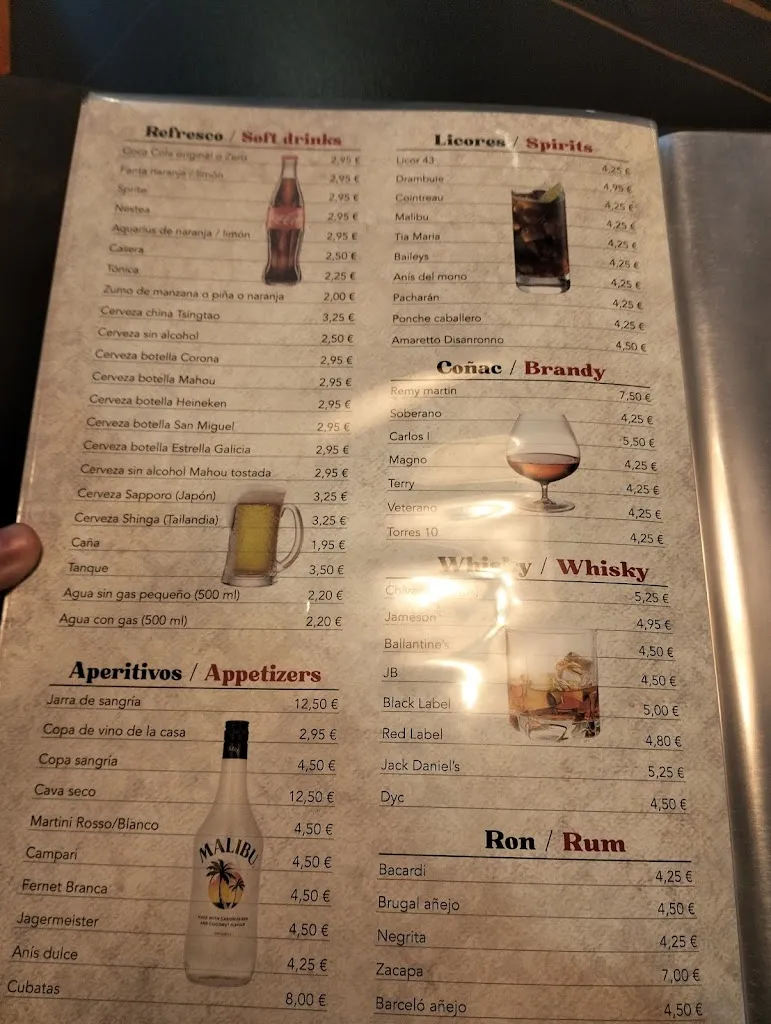 Refresco / Soft drinks
Coca Cola original o Zero 2,95 €
Fanta naranja / limón 2,95 €
Sprite 2,95 €
Nestea 2,95 €
Aquarius de naranja / limón 2,95 €
Casera 2,50 €
Tónica 2,25 €
Zumo de manzana o piña o naranja 2,00 €
Cerveza china Tsingtao 3,25 €
Cerveza sin alcohol 2,50 €
Cerveza botella Corona 2,95 €
Cerveza botella Mahou 2,95 €
Cerveza botella Heineken 2,95 €
Cerveza botella San Miguel 2,95 €
Cerveza botella Estrella Galicia 2,95 €
Cerveza sin alcohol Mahou tostada 2,95 €
Cerveza Sapporo (Japón) 3,25 €
Cerveza Shinga (Tailandia) 3,25 €
Caña 1,95 €
Tanque 3,50 €
Agua sin gas pequeño (500 ml) 2,20 €
Agua con gas (500 ml) 2,20 €
Aperitivos / Appetizers
Jarra de sangria 12,50 €
Copa de vino de la casa 2,95 €
Copa sangría 4,50 €
Cava seco 12,50 €
Martini Rosso/Blanco 4,50 €
Campari 4,50 €
Fernet Branca 4,50 €
Jagermeister 4,50 €
Anís dulce 4,25 €
Cubatas 8,00 €
MALIBU
Licores / Spirits
Licor 43 4,25 €
Drambuie 4,95 €
Cointreau 4,25 €
Malibu 4,25 €
Tia Maria 4,25 €
Baileys 4,25 €
Anis del mono 4,25 €
Pacharán 4,25 €
Ponche caballero 4,25 €
Amaretto Disanronno 4,50 €
Coñac / Brandy
Remy martin 7,50 €
Soberano 4,25 €
Carlos I 5,50 €
Magno 4,25 €
Terry 4,25 €
Veterano 4,25 €
Torres 10 4,25 €
Whisky / Whisky
5,25 €
Jameson 4,95 €
Ballantine's 4,50 €
JB 4,50 €
Black Label 5,00 €
Red Label 4,80 €
Jack Daniel's 5,25 €
Dyc 4,50 €
Ron / Rum
Bacardi 4,25 €
Brugal añejo 4,50 €
Negrita 4,25 €
Zacapa 7,00 €
Barceló añejo 4,50 €